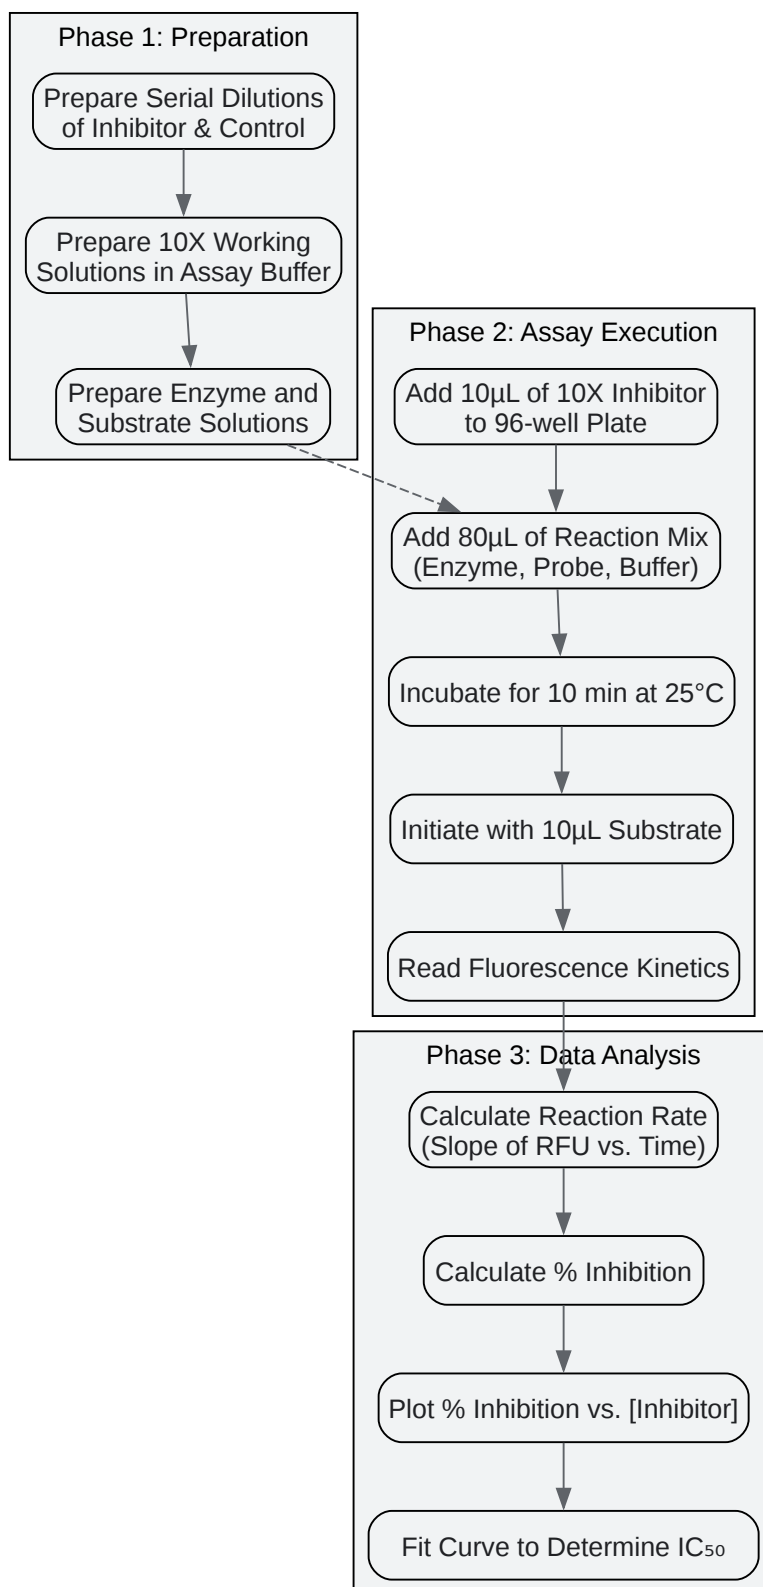 Phase 1: Preparation
Prepare Serial Dilutions
of Inhibitor & Control
Prepare 10X Working
Solutions in Assay Buffer
Prepare Enzyme and
Substrate Solutions
Phase 2: Assay Execution
Add 10µL of 10X Inhibitor
to 96-well Plate
Add 80µL of Reaction Mix
(Enzyme, Probe, Buffer)
Incubate for 10 min at 25°C
Initiate with 10µL Substrate
Read Fluorescence Kinetics
Phase 3: Data Analysis
Calculate Reaction Rate
(Slope of RFU vs. Time)
Calculate % Inhibition
Plot % Inhibition vs. [Inhibitor]
Fit Curve to Determine IC₅₀